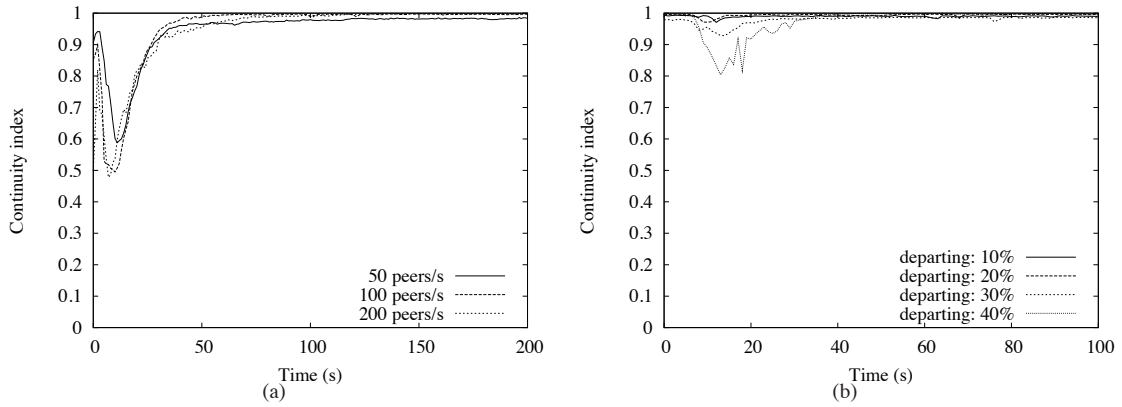 1
0.9
0.8
0.7
0.6
0.5
0.4
0.3
0.2
0.1
0
Continuity index
50 peers/s
100 peers/s
200 peers/s
0 50 100 150 200
Time (s)
(a)
1
0.9
0.8
0.7
0.6
0.5
0.4
0.3
0.2
0.1
0
Continuity index
departing: 10%
departing: 20%
departing: 30%
departing: 40%
0 20 40 60 80 100
Time (s)
(b)